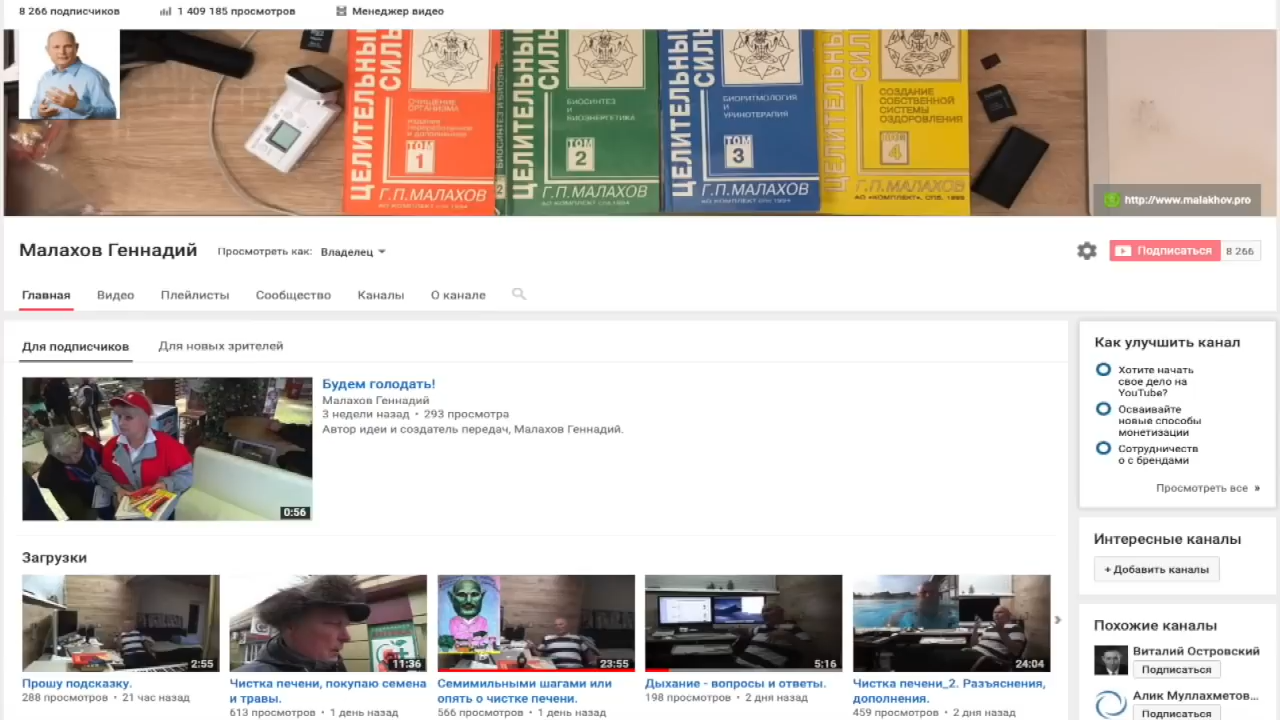 8 266 подписчиков 1 409 185 просмотров Менеджер видео
ЦЕЛИТЕЛЬНЫЕ СИЛЫ
ОЧИЩЕНИЕ
ОРГАНИЗМА
ТОМ
1
Г.П.МАЛАХОВ
ЦЕЛИТЕЛЬНЫЕ СИЛЫ
БИОСИНТЕЗ
И
БИОЭНЕРГЕТИКА
ТОМ
2
Г.П.МАЛАХОВ
ЦЕЛИТЕЛЬНЫЕ СИЛЫ
БИОРИТМОЛОГИЯ
И
УРИНОТЕРАПИЯ
ТОМ
3
Г.П.МАЛАХОВ
ЦЕЛИТЕЛЬНЫЕ СИЛЫ
СОЗДАНИЕ
СОБСТВЕННОЙ
СИСТЕМЫ
ОЗДОРОВЛЕНИЯ
ТОМ
4
Г.П.МАЛАХОВ
http://www.malakhov.pro
Малахов Геннадий Просмотреть как: Владелец Подписаться 8 266
Главная Видео Плейлисты Сообщество Каналы О канале
Для подписчиков Для новых зрителей
Будем голодать!
Малахов Геннадий
3 недели назад • 293 просмотра
Автор идеи и создатель передач, Малахов Геннадий.
0:56
Загрузки
2:55 11:36 23:55 5:16 24:04
Прошу подсказку.
288 просмотров • 21 час назад
Чистка печени, покупаю семена
и травы.
613 просмотров • 1 день назад
Семимильными шагами или
опять о чистке печени.
566 просмотров • 1 день назад
Дыхание - вопросы и ответы.
198 просмотров • 2 дня назад
Чистка печени_2. Разъяснения,
дополнения.
459 просмотров • 2 дня назад
Как улучшить канал
Хотите начать
свое дело на
YouTube?
Осваивайте
новые способы
монетизации
Сотрудничеств
о с брендами
Просмотреть все »
Интересные каналы
+ Добавить каналы
Похожие каналы
Виталий Островский
Подписаться
Алик Муллахметов...
Подписаться